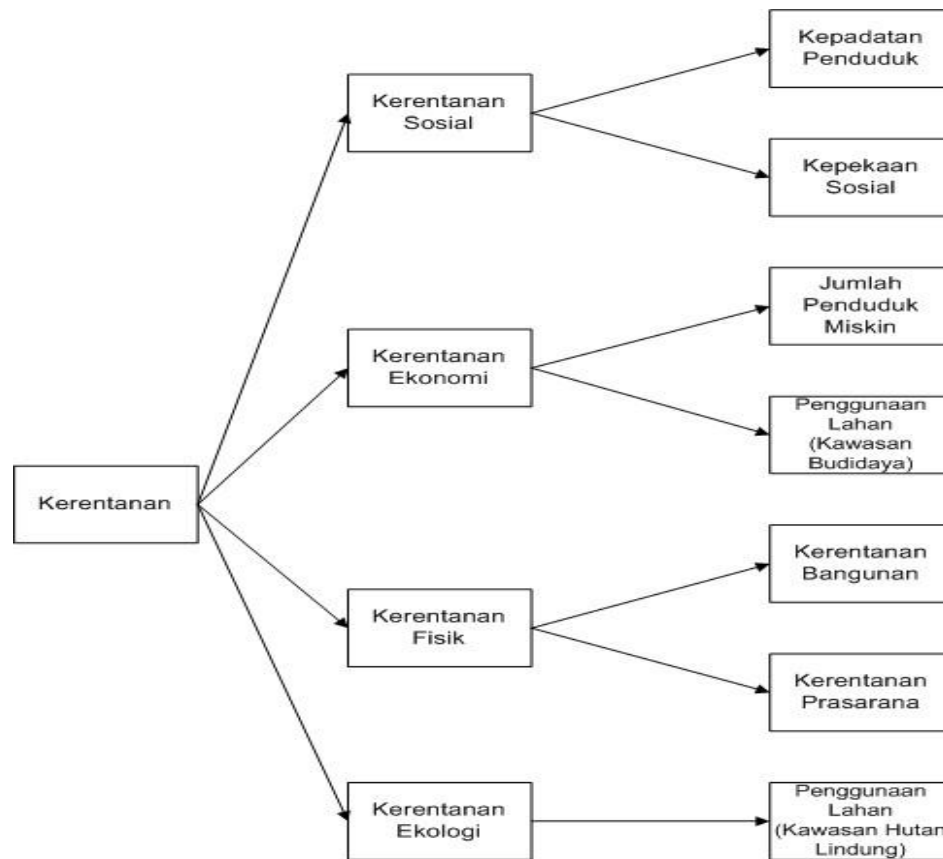 Kepadatan
Penduduk
Kerentanan
Sosial
Kepekaan
Sosial
Jumlah
Penduduk
Miskin
Kerentanan
Ekonomi
Penggunaan
Lahan
(Kawasan
Budidaya)
Kerentanan
Kerentanan
Bangunan
Kerentanan
Fisik
Kerentanan
Prasarana
Kerentanan
Ekologi
Penggunaan
Lahan
(Kawasan Hutan
Lindung)